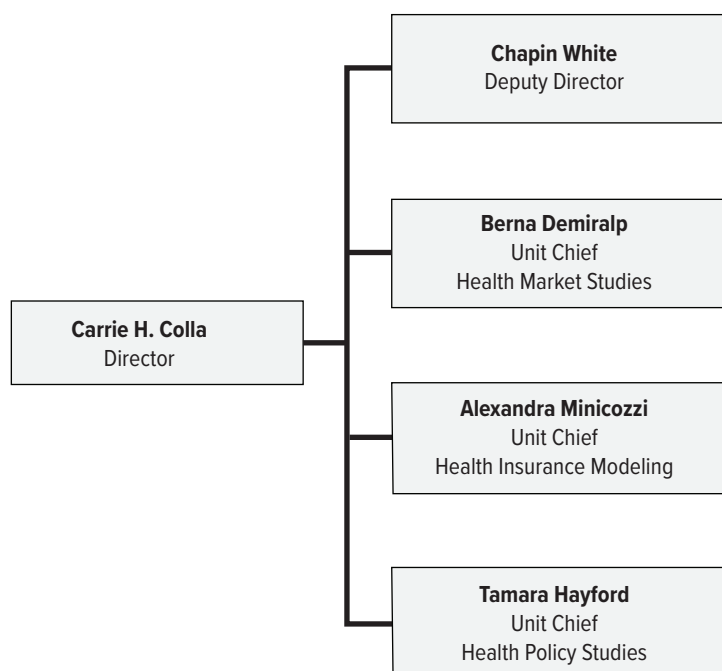 Chapin White
Deputy Director
Berna Demiralp
Unit Chief
Health Market Studies
Carrie H. Colla
Director
Alexandra Minicozzi
Unit Chief
Health Insurance Modeling
Tamara Hayford
Unit Chief
Health Policy Studies